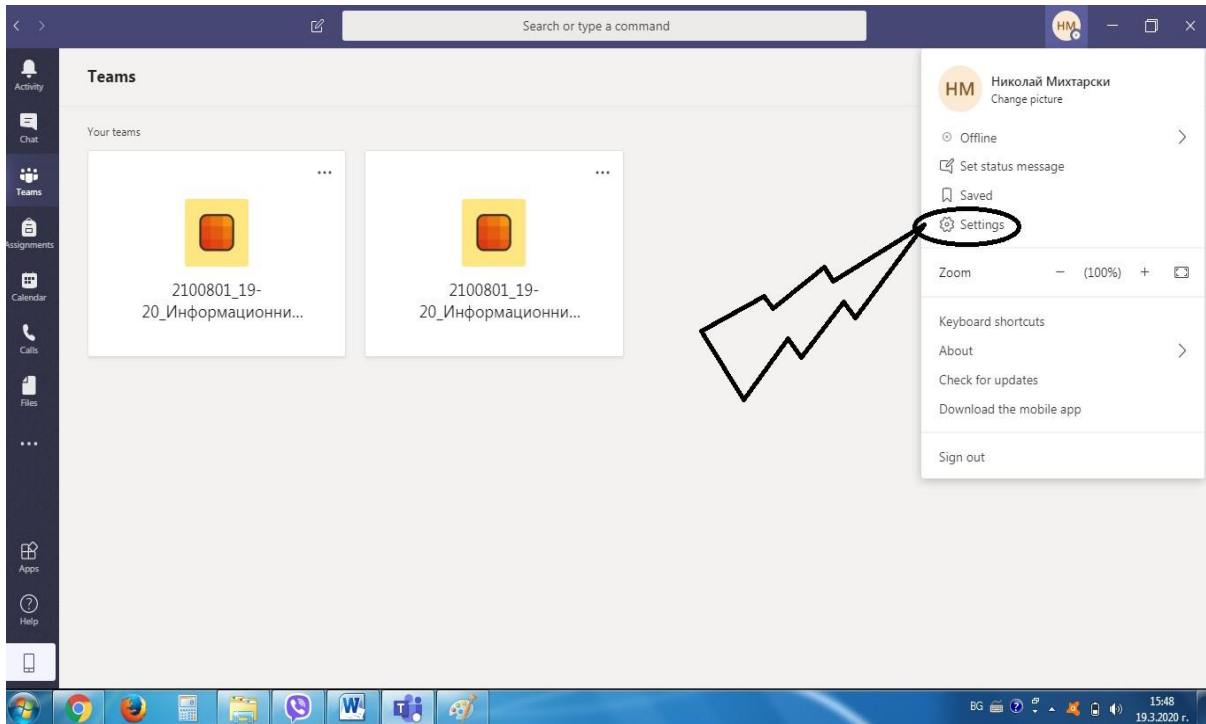 Search or type a command
НМ
Activity
Chat
Teams
Assignments
Calendar
Calls
Files
Apps
Help
Teams
Your teams
2100801_19-
20_Информационни...
2100801_19-
20_Информационни...
НМ
Николай Михтарски
Change picture
Offline
Set status message
Saved
Settings
Zoom
(100%)
Keyboard shortcuts
About
Check for updates
Download the mobile app
Sign out
BG
15:48
19.3.2020 г.